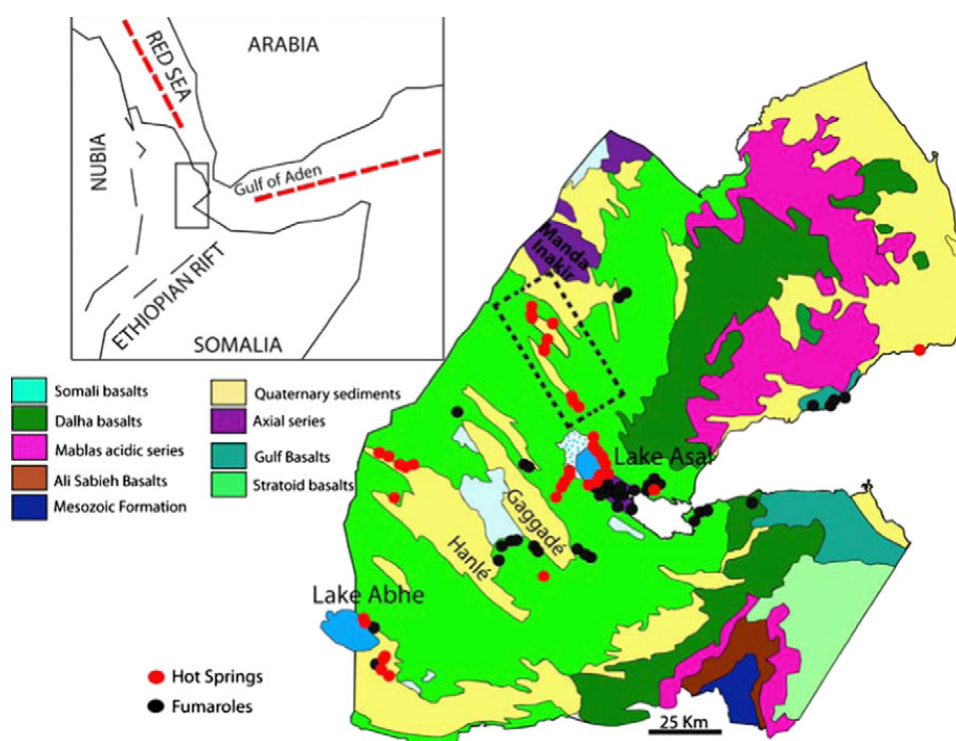 ARABIA
RED SEA
NUBIA
Gulf of Aden
ETHIOPIAN RIFT
SOMALIA
Manda
Inakir
Lake Asal
Gaggadé
Hanlé
Lake Abhe
Somali basalts
Dalha basalts
Mablas acidic series
Ali Sabieh Basalts
Mesozoic Formation
Quaternary sediments
Axial series
Gulf Basalts
Stratoid basalts
Hot Springs
Fumaroles
25 Km